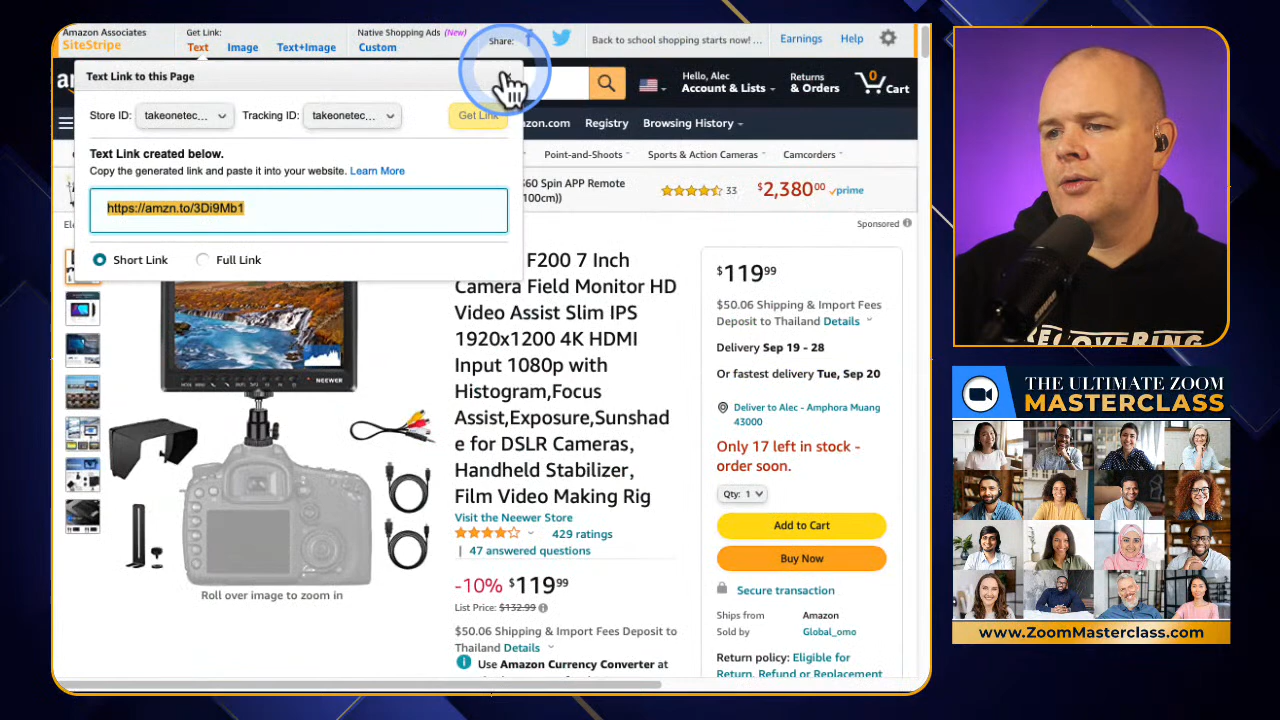 Amazon Associates
SiteStripe
Get Link:
Text
Image
Text+Image
Native Shopping Ads (New)
Custom
Share:
Back to school shopping starts now! ...
Earnings
Help
Text Link to this Page
Hello, Alec
Account & Lists
Returns
& Orders
0
Cart
Store ID:
takeonetec...
Tracking ID:
takeonetec...
Get Link
Registry
Browsing History
Text Link created below.
Copy the generated link and paste it into your website. Learn More
https://amzn.to/3Di9Mb1
Short Link
Full Link
Point-and-Shoots
Sports & Action Cameras
Camcorders
Spin APP Remote
33
$2,380.00
prime
Sponsored
F200 7 Inch
Camera Field Monitor HD
Video Assist Slim IPS
1920x1200 4K HDMI
Input 1080p with
Histogram,Focus
Assist,Exposure,Sunshad
e for DSLR Cameras,
Handheld Stabilizer,
Film Video Making Rig
Visit the Neewer Store
429 ratings
| 47 answered questions
-10% $119.99
List Price: $132.99
$50.06 Shipping & Import Fees Deposit to
Thailand Details
Use Amazon Currency Converter at
NEEWER
Roll over image to zoom in
$119.99
$50.06 Shipping & Import Fees
Deposit to Thailand Details
Delivery Sep 19 - 28
Or fastest delivery Tue, Sep 20
Deliver to Alec - Amphora Muang
43000
Only 17 left in stock -
order soon.
Qty: 1
Add to Cart
Buy Now
Secure transaction
Ships from Amazon
Sold by Global_omo
Return policy: Eligible for
Return, Refund or Replacement
RECOVERING
THE ULTIMATE ZOOM
MASTERCLASS
www.ZoomMasterclass.com